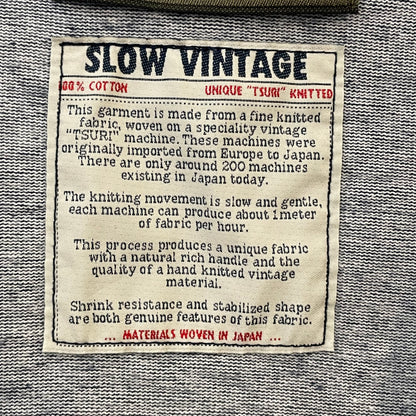 SLOW VINTAGE
100% COTTON UNIQUE "TSURI" KNITTED
This garment is made from a fine knitted
fabric, woven on a speciality vintage
"TSURI" machine. These machines were
originally imported from Europe to Japan.
There are only around 200 machines
existing in Japan today.
The knitting movement is slow and gentle,
each machine can produce about 1 meter
of fabric per hour.
This process produces a unique fabric
with a natural rich handle and the
quality of a hand knitted vintage
material.
Shrink resistance and stabilized shape
are both genuine features of this fabric.
... MATERIALS WOVEN IN JAPAN ...